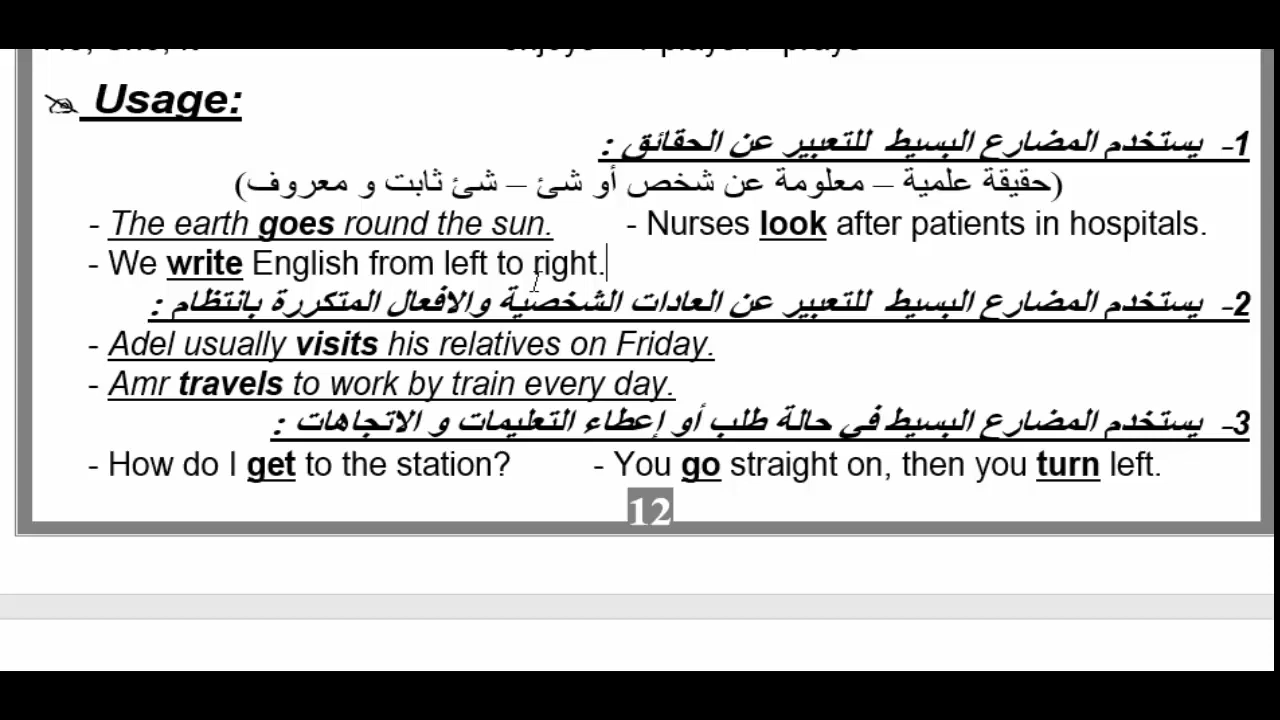 Usage:
1- يستخدم المضارع البسيط للتعبير عن الحقائق :
(حقيقة علمية – معلومة عن شخص أو شئ – شئ ثابت و معروف)
- The earth goes round the sun. - Nurses look after patients in hospitals.
- We write English from left to right.
2- يستخدم المضارع البسيط للتعبير عن العادات الشخصية والافعال المتكررة بانتظام :
- Adel usually visits his relatives on Friday.
- Amr travels to work by train every day.
3- يستخدم المضارع البسيط في حالة طلب أو إعطاء التعليمات و الاتجاهات :
- How do I get to the station? - You go straight on, then you turn left.
12